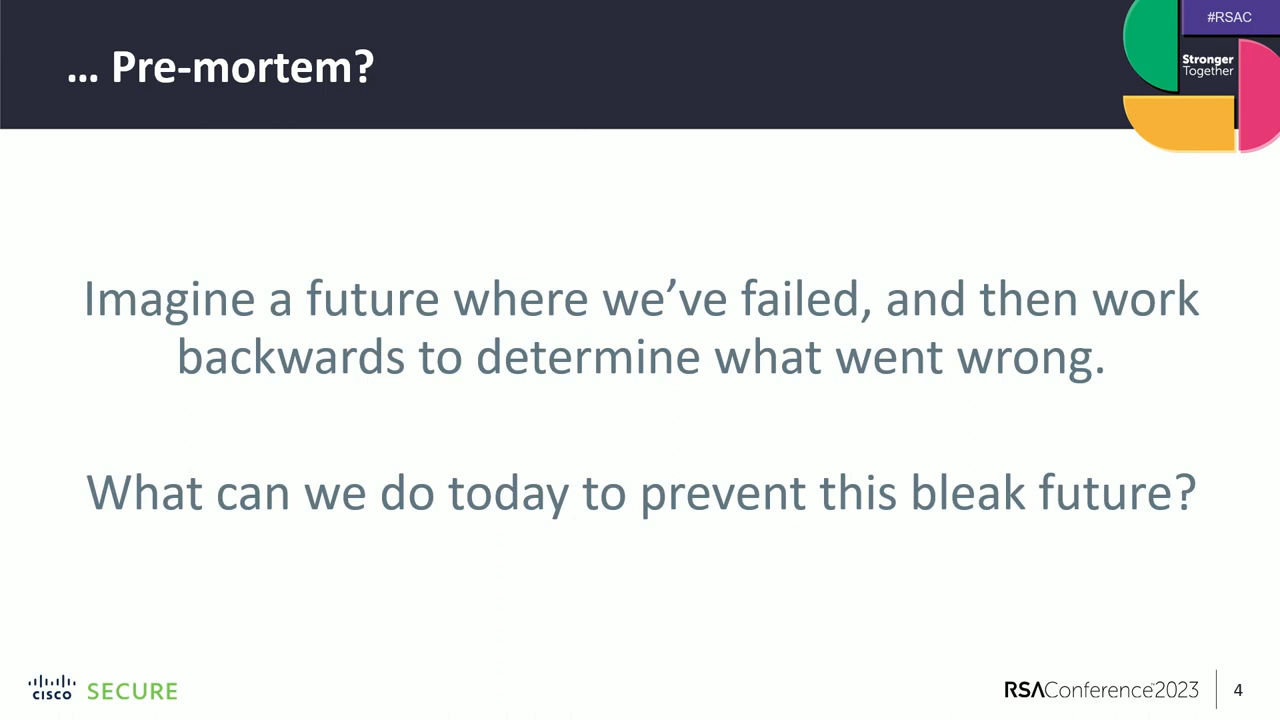 … Pre-mortem?
#RSAC
Stronger
Together
Imagine a future where we’ve failed, and then work
backwards to determine what went wrong.
What can we do today to prevent this bleak future?
CISCO SECURE
RSAConference™2023
4